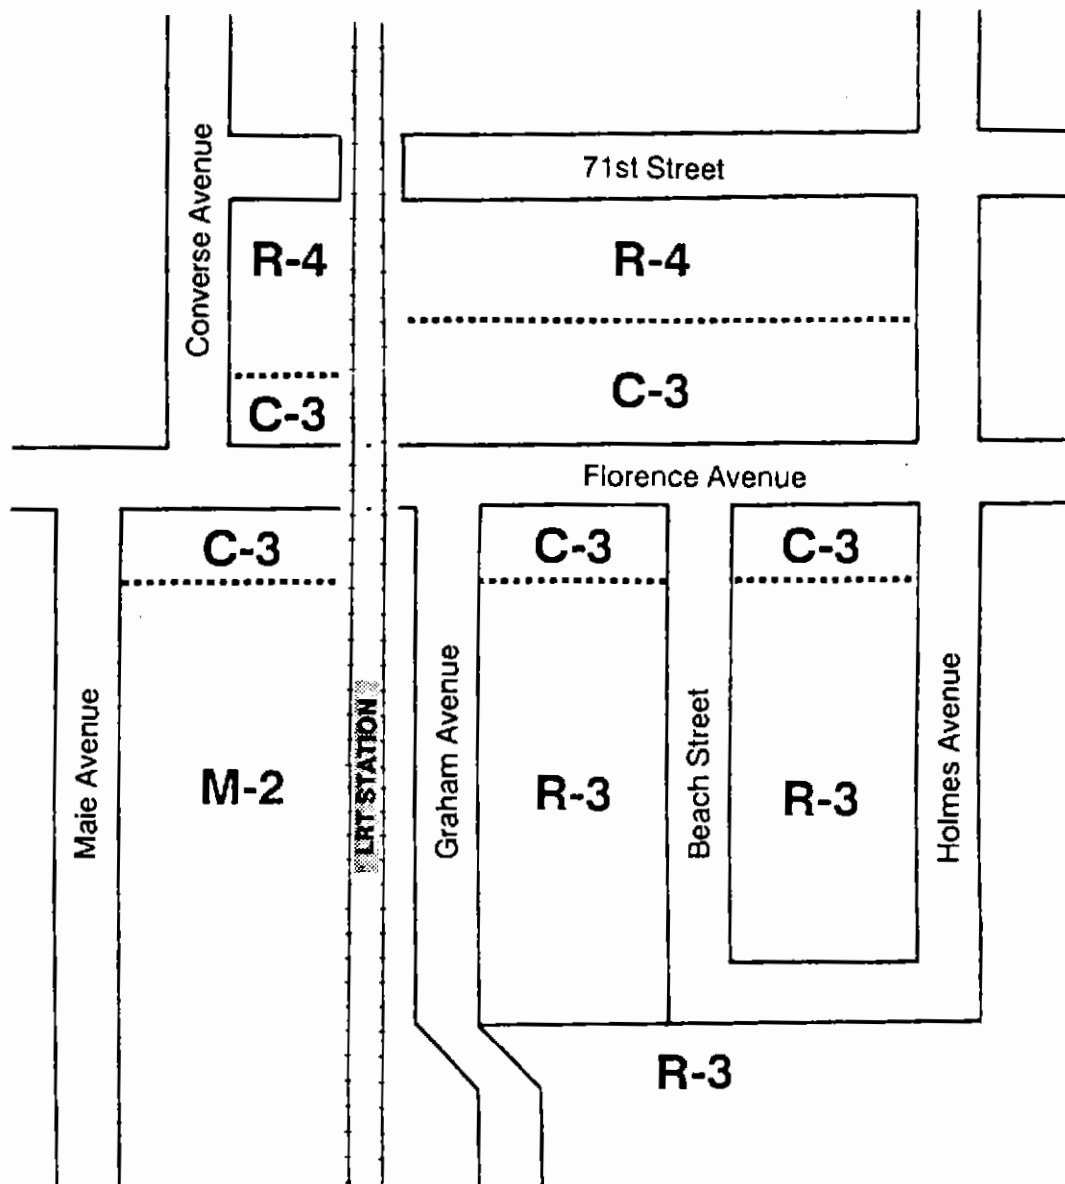 71st Street
Converse Avenue
R-4
R-4
C-3
C-3
Florence Avenue
C-3
C-3
C-3
Maie Avenue
M-2
LRT STATION
Graham Avenue
R-3
Beach Street
R-3
Holmes Avenue
R-3